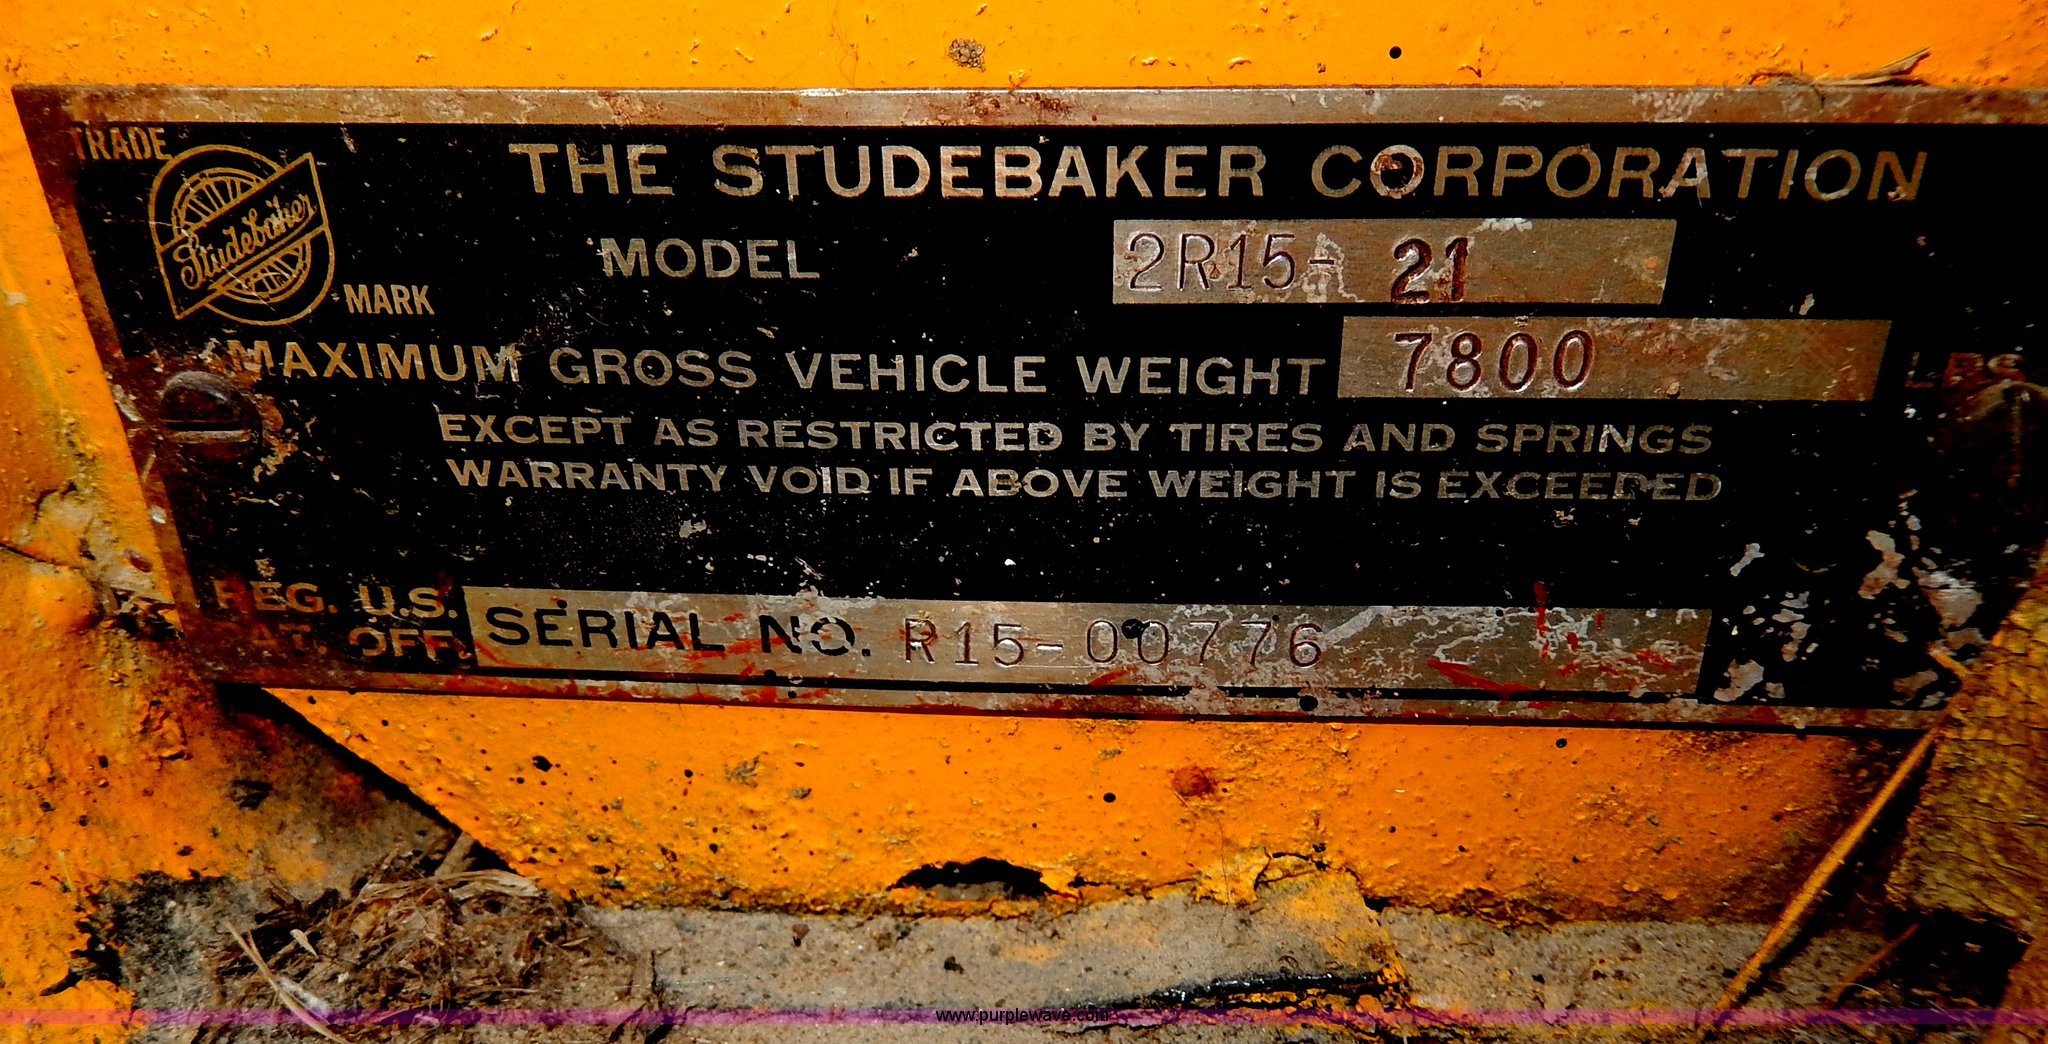 TRADE
Studebaker
MARK
THE STUDEBAKER CORPORATION
MODEL 2R15- 21
MAXIMUM GROSS VEHICLE WEIGHT 7800 LBS
EXCEPT AS RESTRICTED BY TIRES AND SPRINGS
WARRANTY VOID IF ABOVE WEIGHT IS EXCEEDED
REG. U.S.
PAT. OFF.
SERIAL NO. R15-00776
www.purplewave.com